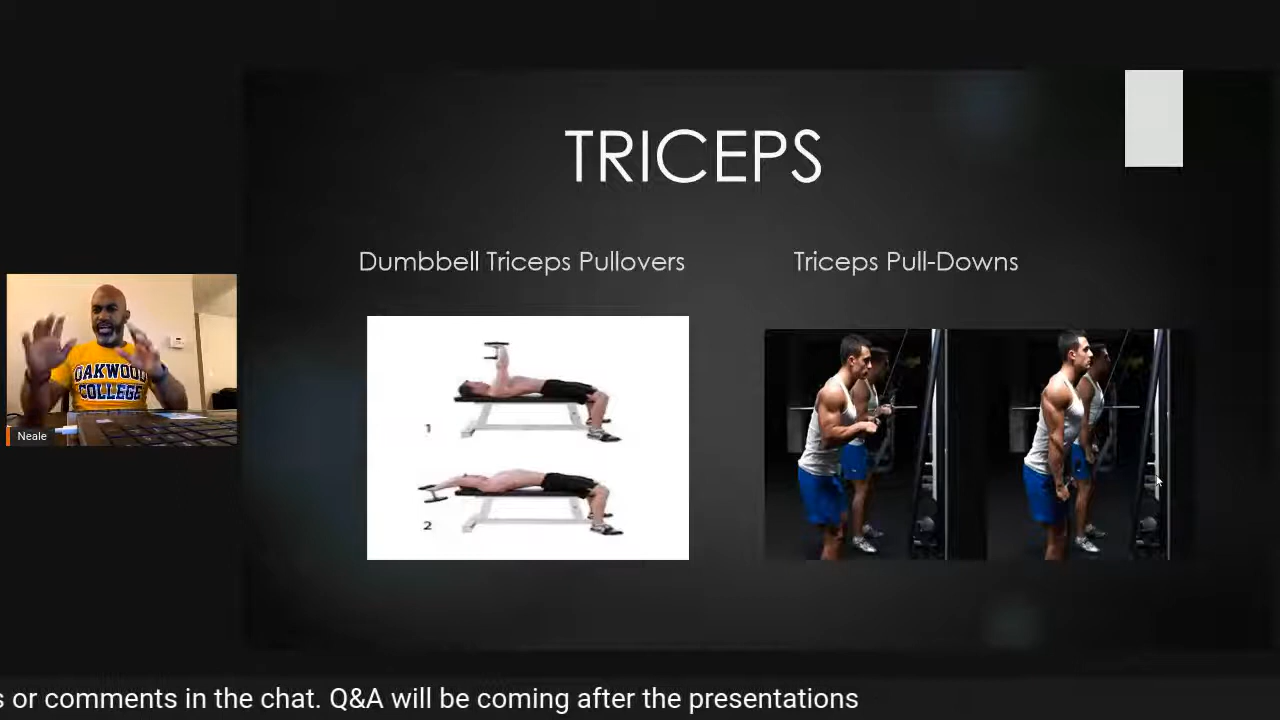 TRICEPS
Dumbbell Triceps Pullovers
Triceps Pull-Downs
1
2
OAKWOOD
COLLEGE
Neale
s or comments in the chat. Q&A will be coming after the presentations